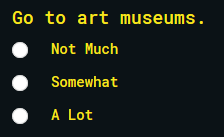 Go to art museums.
Not Much
Somewhat
A Lot